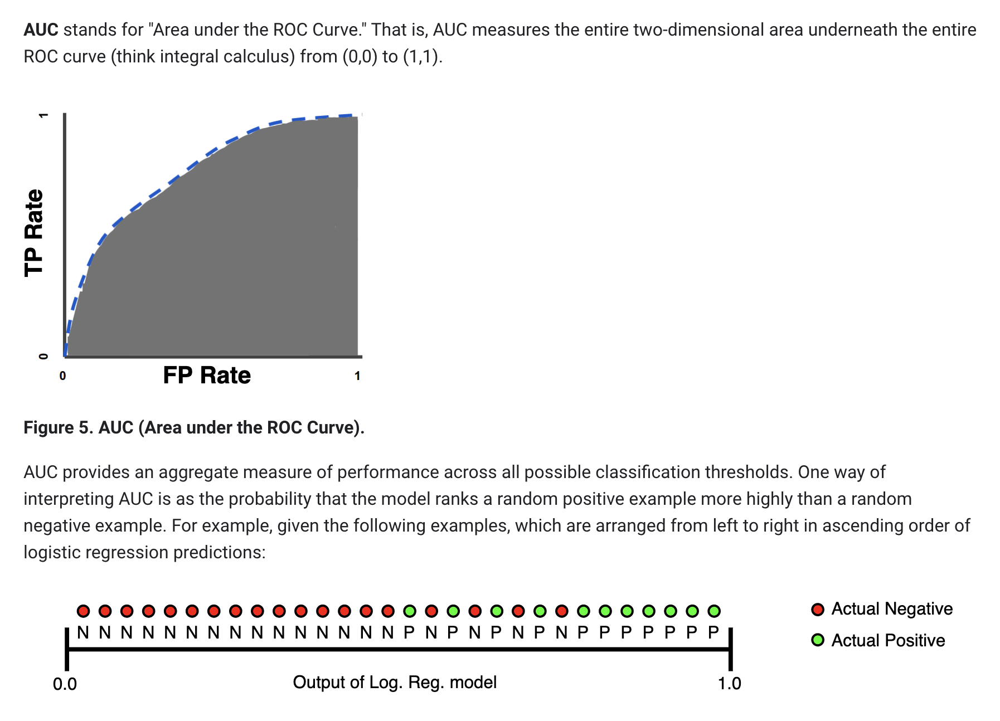 AUC stands for "Area under the ROC Curve." That is, AUC measures the entire two-dimensional area underneath the entire
ROC curve (think integral calculus) from (0,0) to (1,1).
1
TP Rate
0
0 FP Rate 1
Figure 5. AUC (Area under the ROC Curve).
AUC provides an aggregate measure of performance across all possible classification thresholds. One way of
interpreting AUC is as the probability that the model ranks a random positive example more highly than a random
negative example. For example, given the following examples, which are arranged from left to right in ascending order of
logistic regression predictions:
N N N N N N N N N N N N N N N P N P N P N P N P P P P P P P
Actual Negative
Actual Positive
0.0 Output of Log. Reg. model 1.0